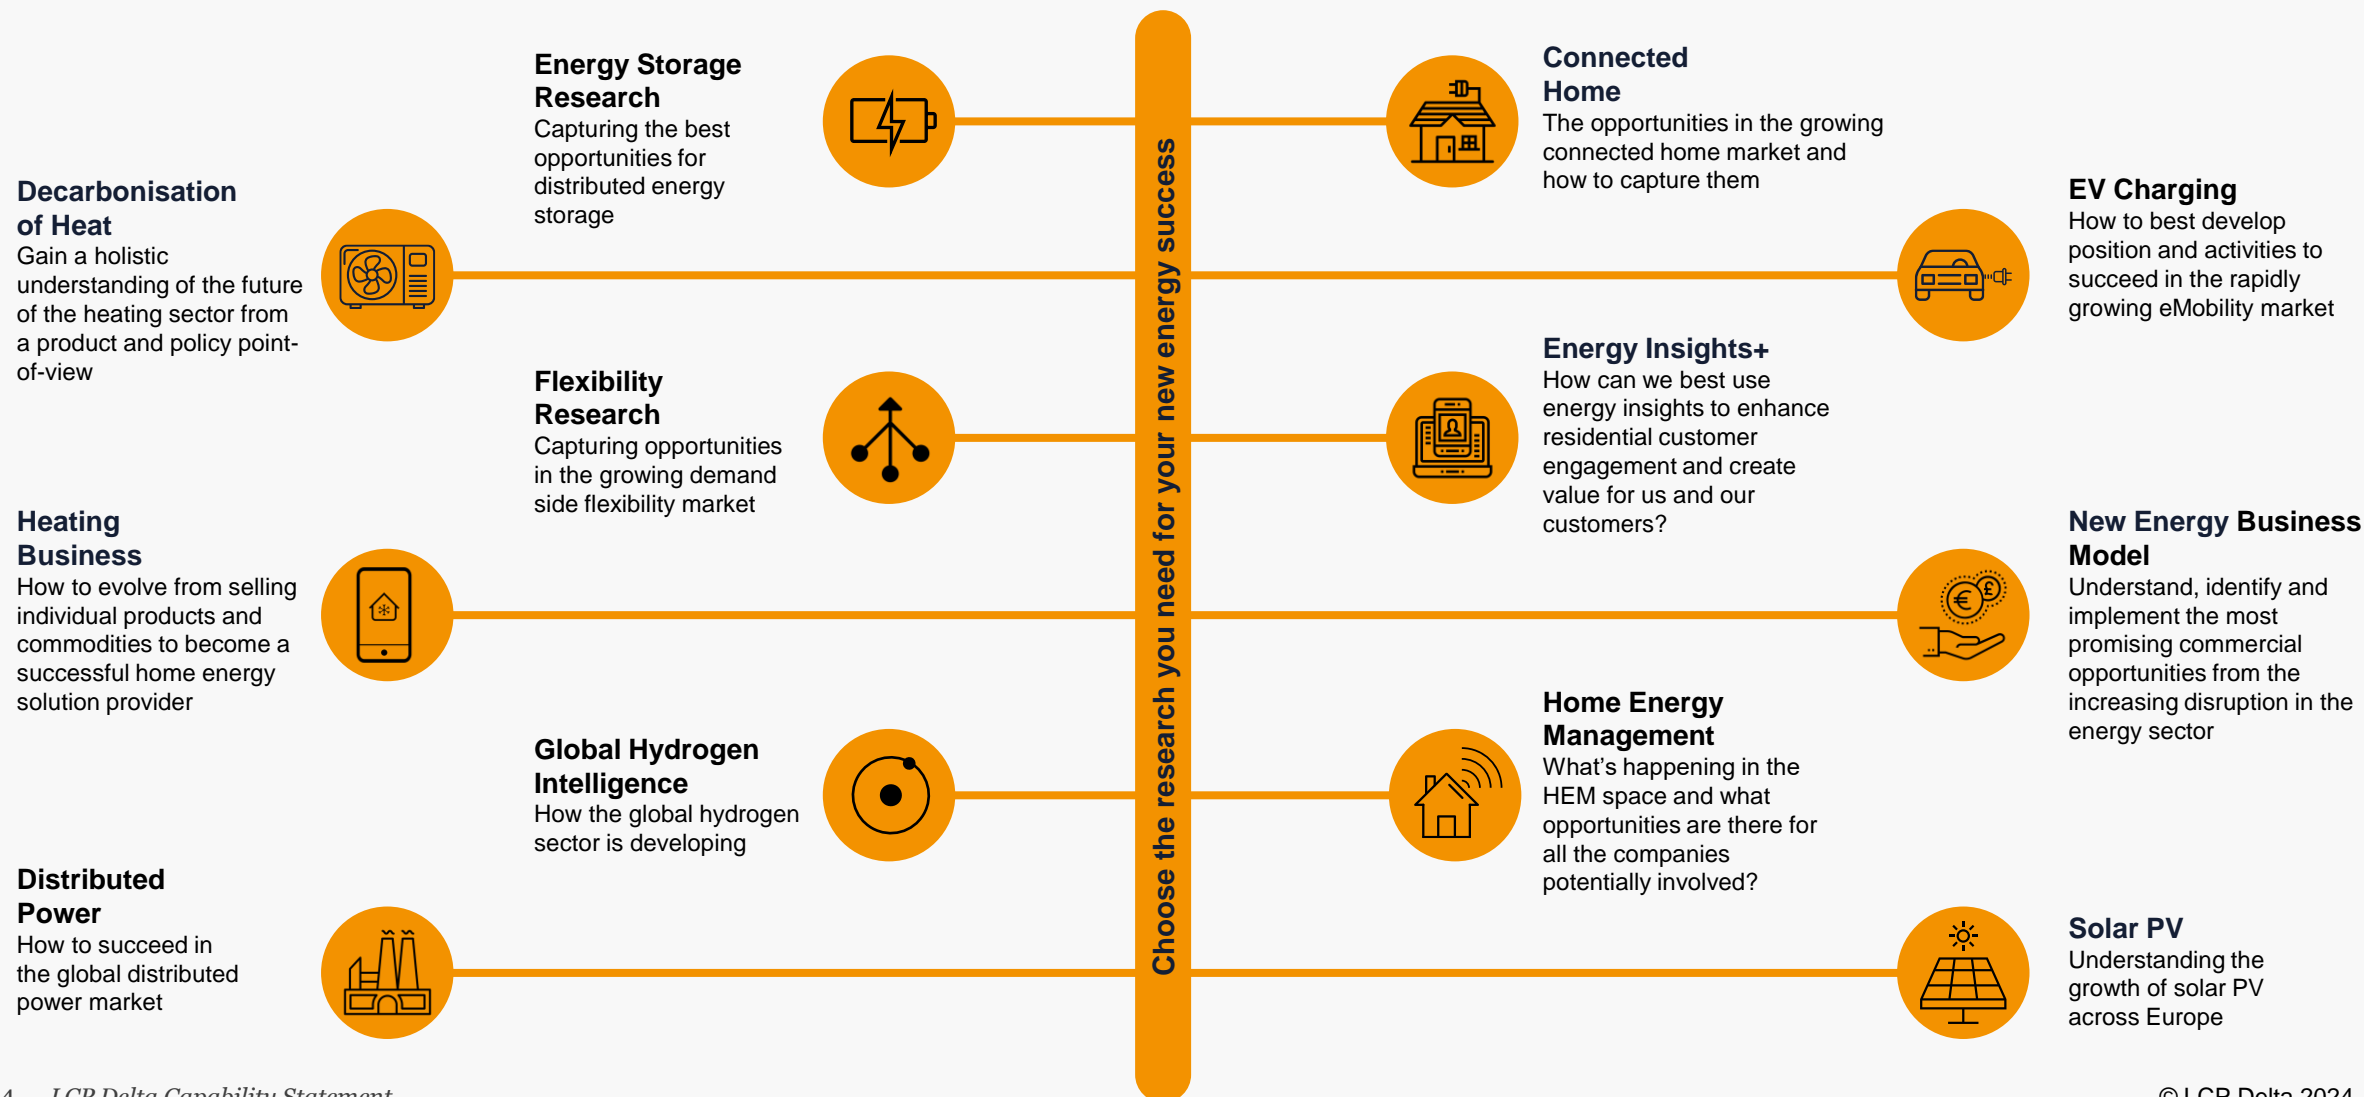 Energy Storage
Research
Capturing the best
opportunities for
distributed energy
storage
Decarbonisation
of Heat
Gain a holistic
understanding of the future
of the heating sector from
a product and policy point-
of-view
Flexibility
Research
Capturing opportunities
in the growing demand
side flexibility market
Heating
Business
How to evolve from selling
individual products and
commodities to become a
successful home energy
solution provider
Global Hydrogen
Intelligence
How the global hydrogen
sector is developing
Distributed
Power
How to succeed in
the global distributed
power market
Choose the research you need for your new energy success
Connected
Home
The opportunities in the growing
connected home market and
how to capture them
EV Charging
How to best develop
position and activities to
succeed in the rapidly
growing eMobility market
Energy Insights+
How can we best use
energy insights to enhance
residential customer
engagement and create
value for us and our
customers?
New Energy Business
Model
Understand, identify and
implement the most
promising commercial
opportunities from the
increasing disruption in the
energy sector
€ £
Home Energy
Management
What's happening in the
HEM space and what
opportunities are there for
all the companies
potentially involved?
Solar PV
Understanding the
growth of solar PV
across Europe
4 LCP Delta Capability Statement
© LCP Delta 2024